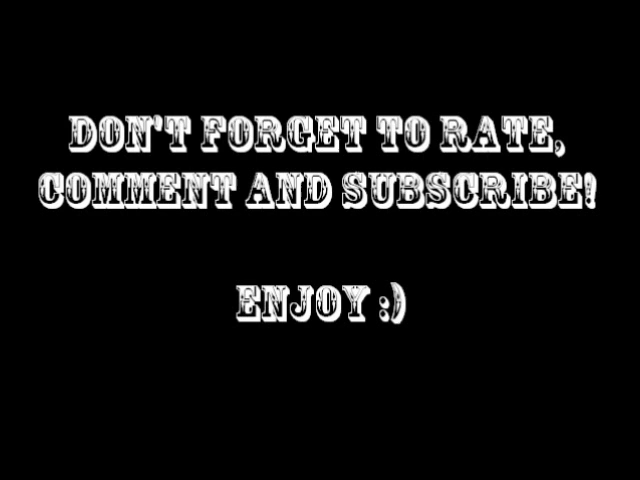 DON'T FORGET TO RATE,
COMMENT AND SUBSCRIBE!
ENJOY :)